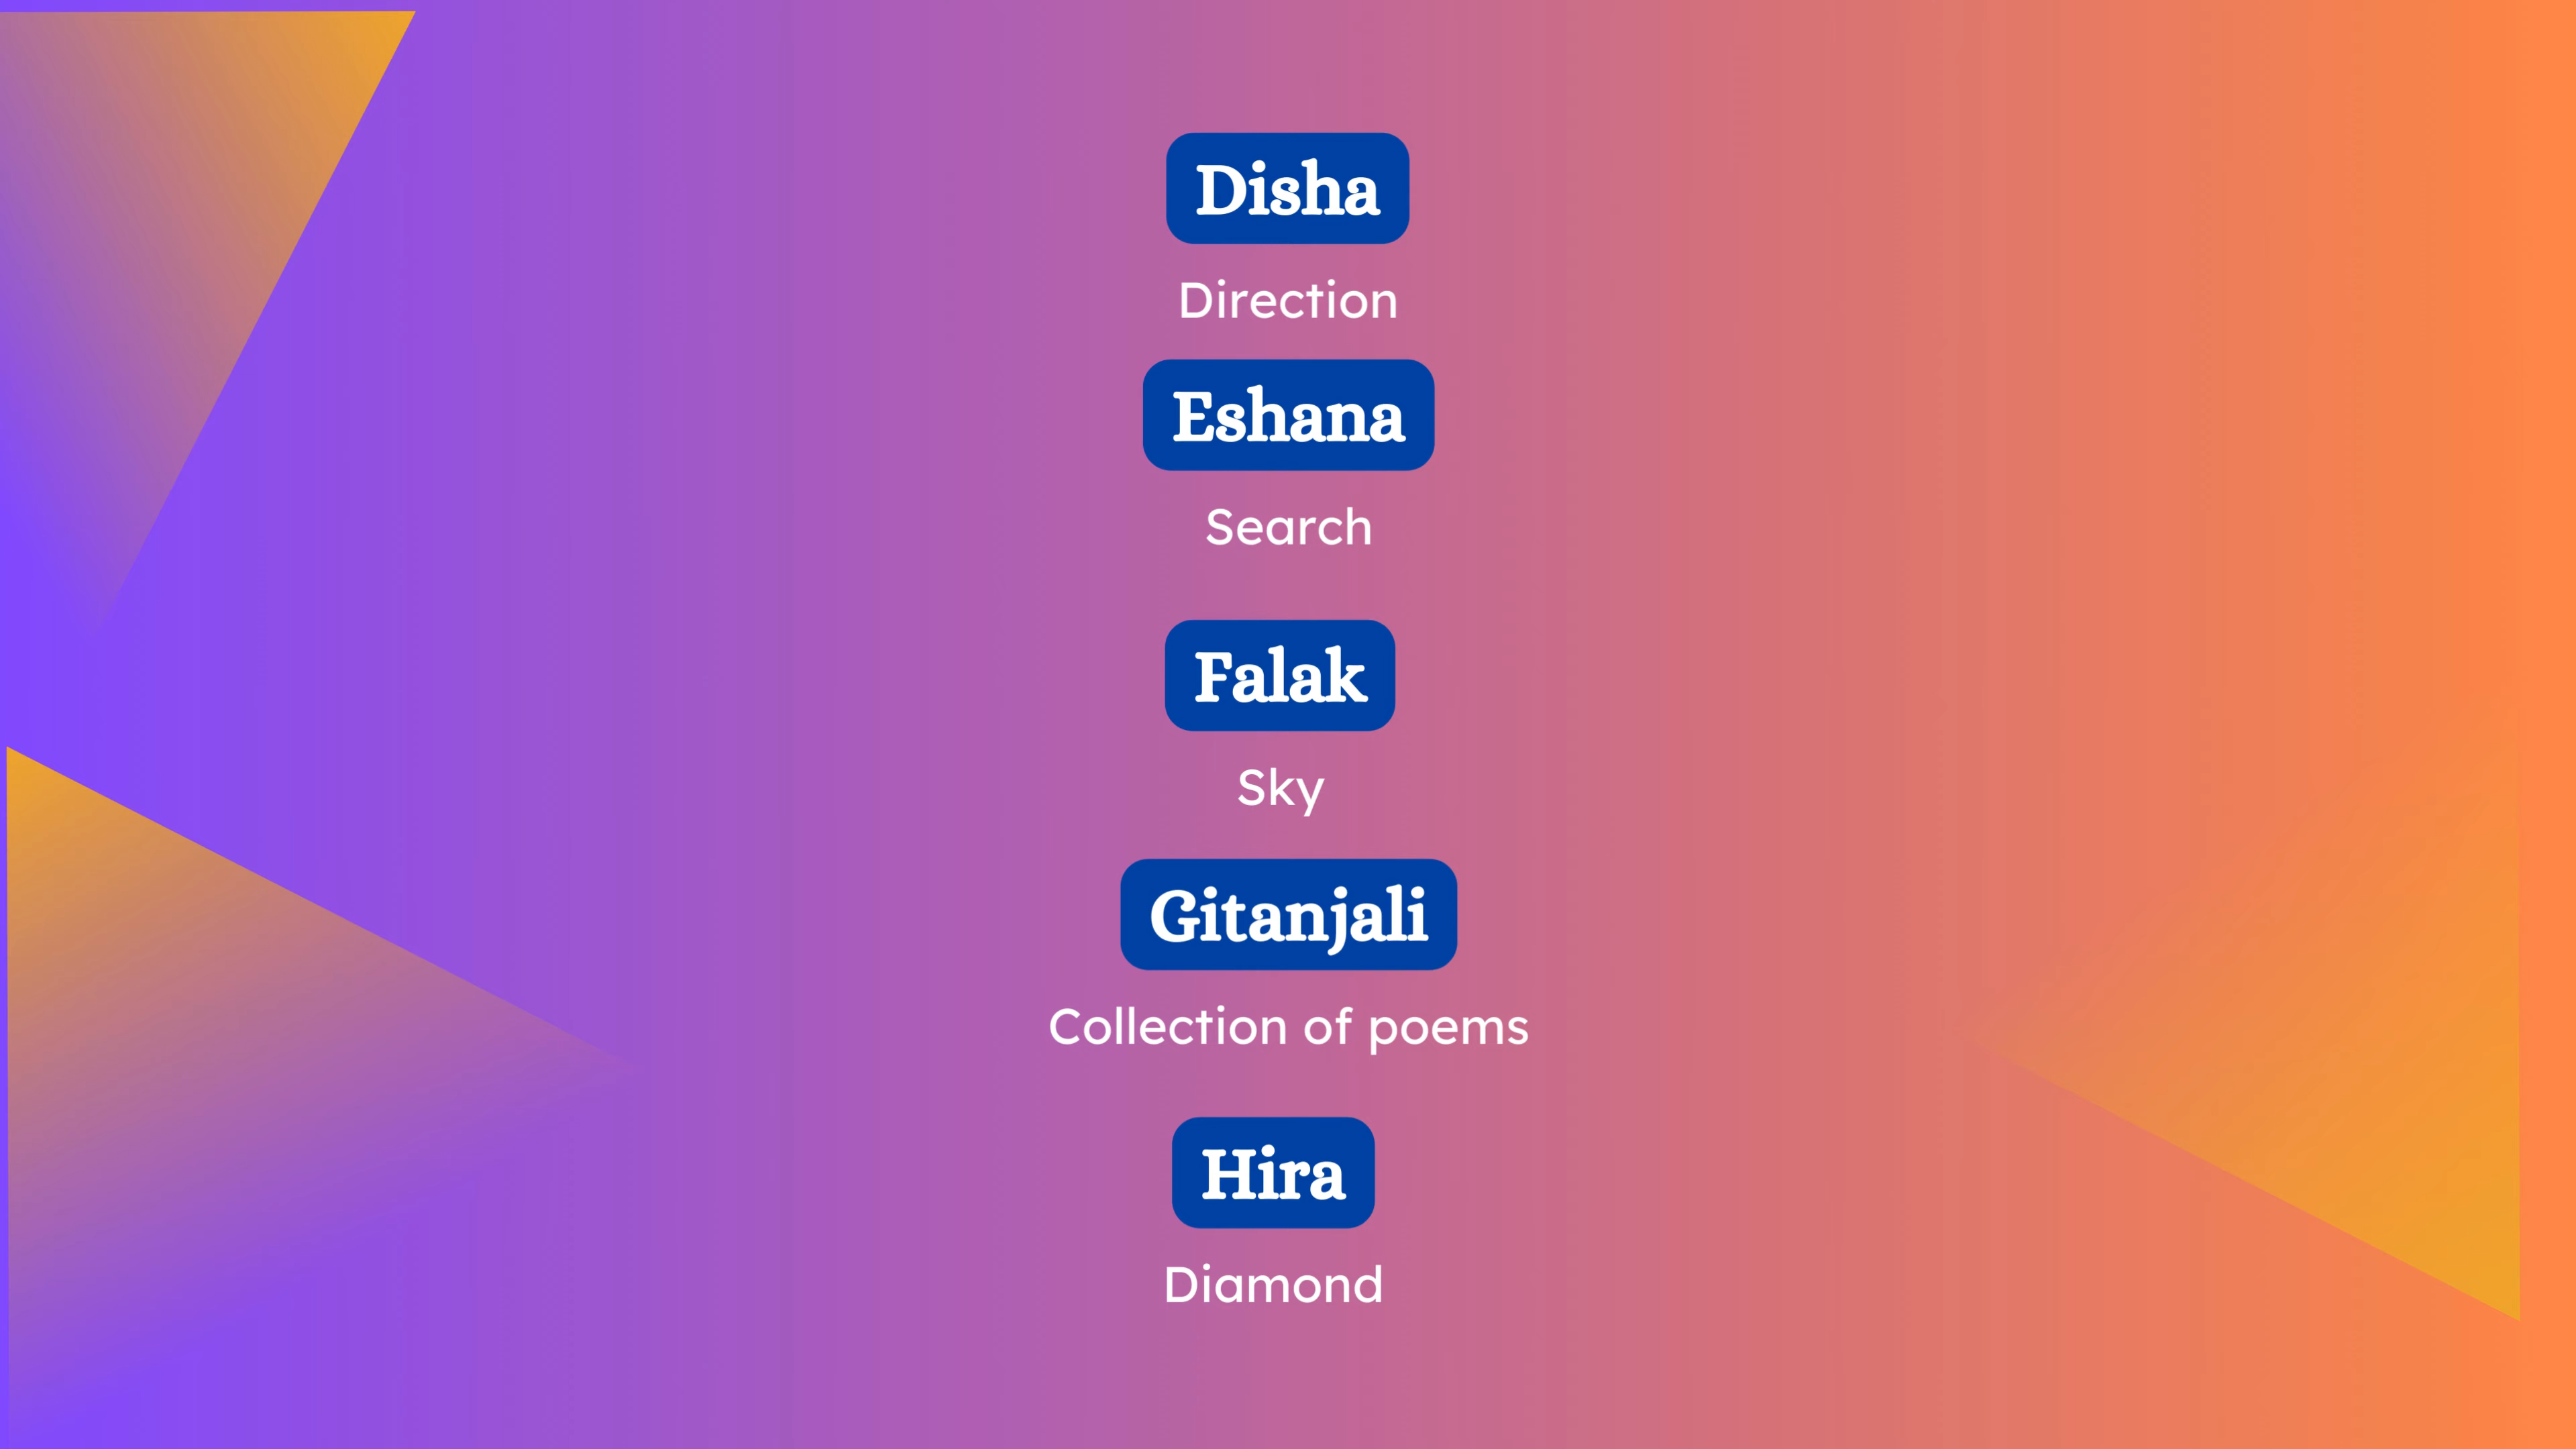 Disha
Direction
Eshana
Search
Falak
Sky
Gitanjali
Collection of poems
Hira
Diamond